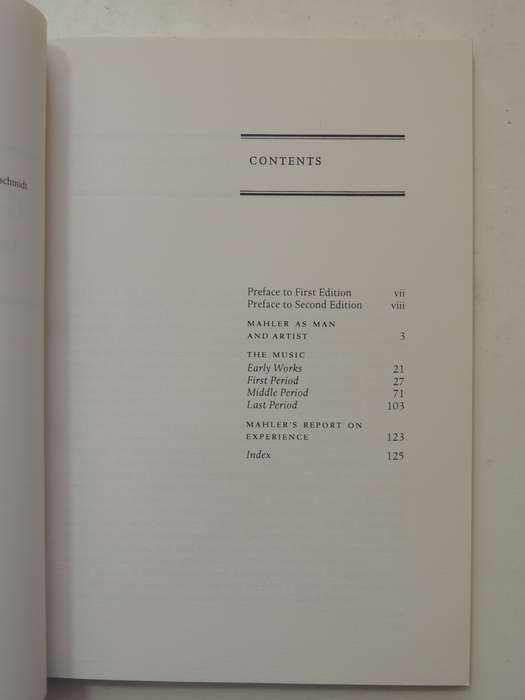 schmidt
CONTENTS
Preface to First Edition vii
Preface to Second Edition viii
MAHLER AS MAN
AND ARTIST 3
THE MUSIC
Early Works 21
First Period 27
Middle Period 71
Last Period 103
MAHLER'S REPORT ON
EXPERIENCE 123
Index 125